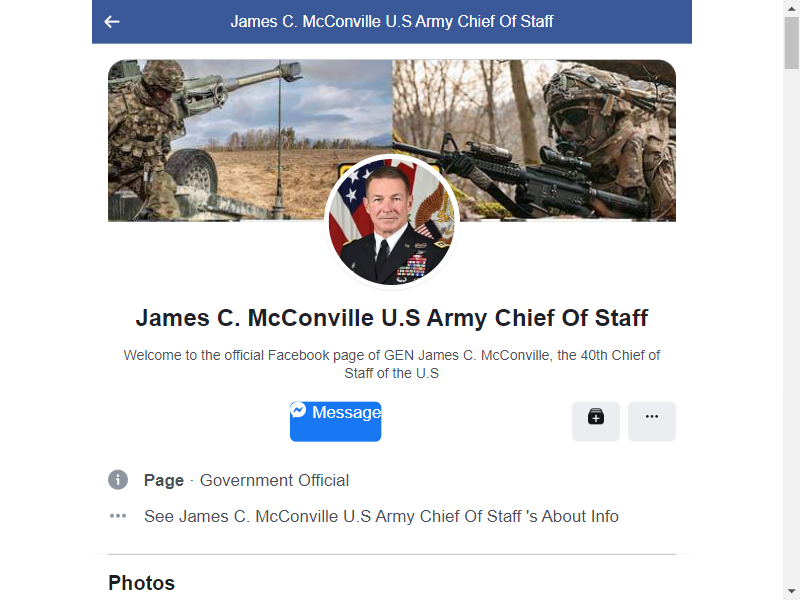 James C. McConville U.S Army Chief Of Staff
James C. McConville U.S Army Chief Of Staff
Welcome to the official Facebook page of GEN James C. McConville, the 40th Chief of
Staff of the U.S
Message
Page · Government Official
See James C. McConville U.S Army Chief Of Staff 's About Info
Photos